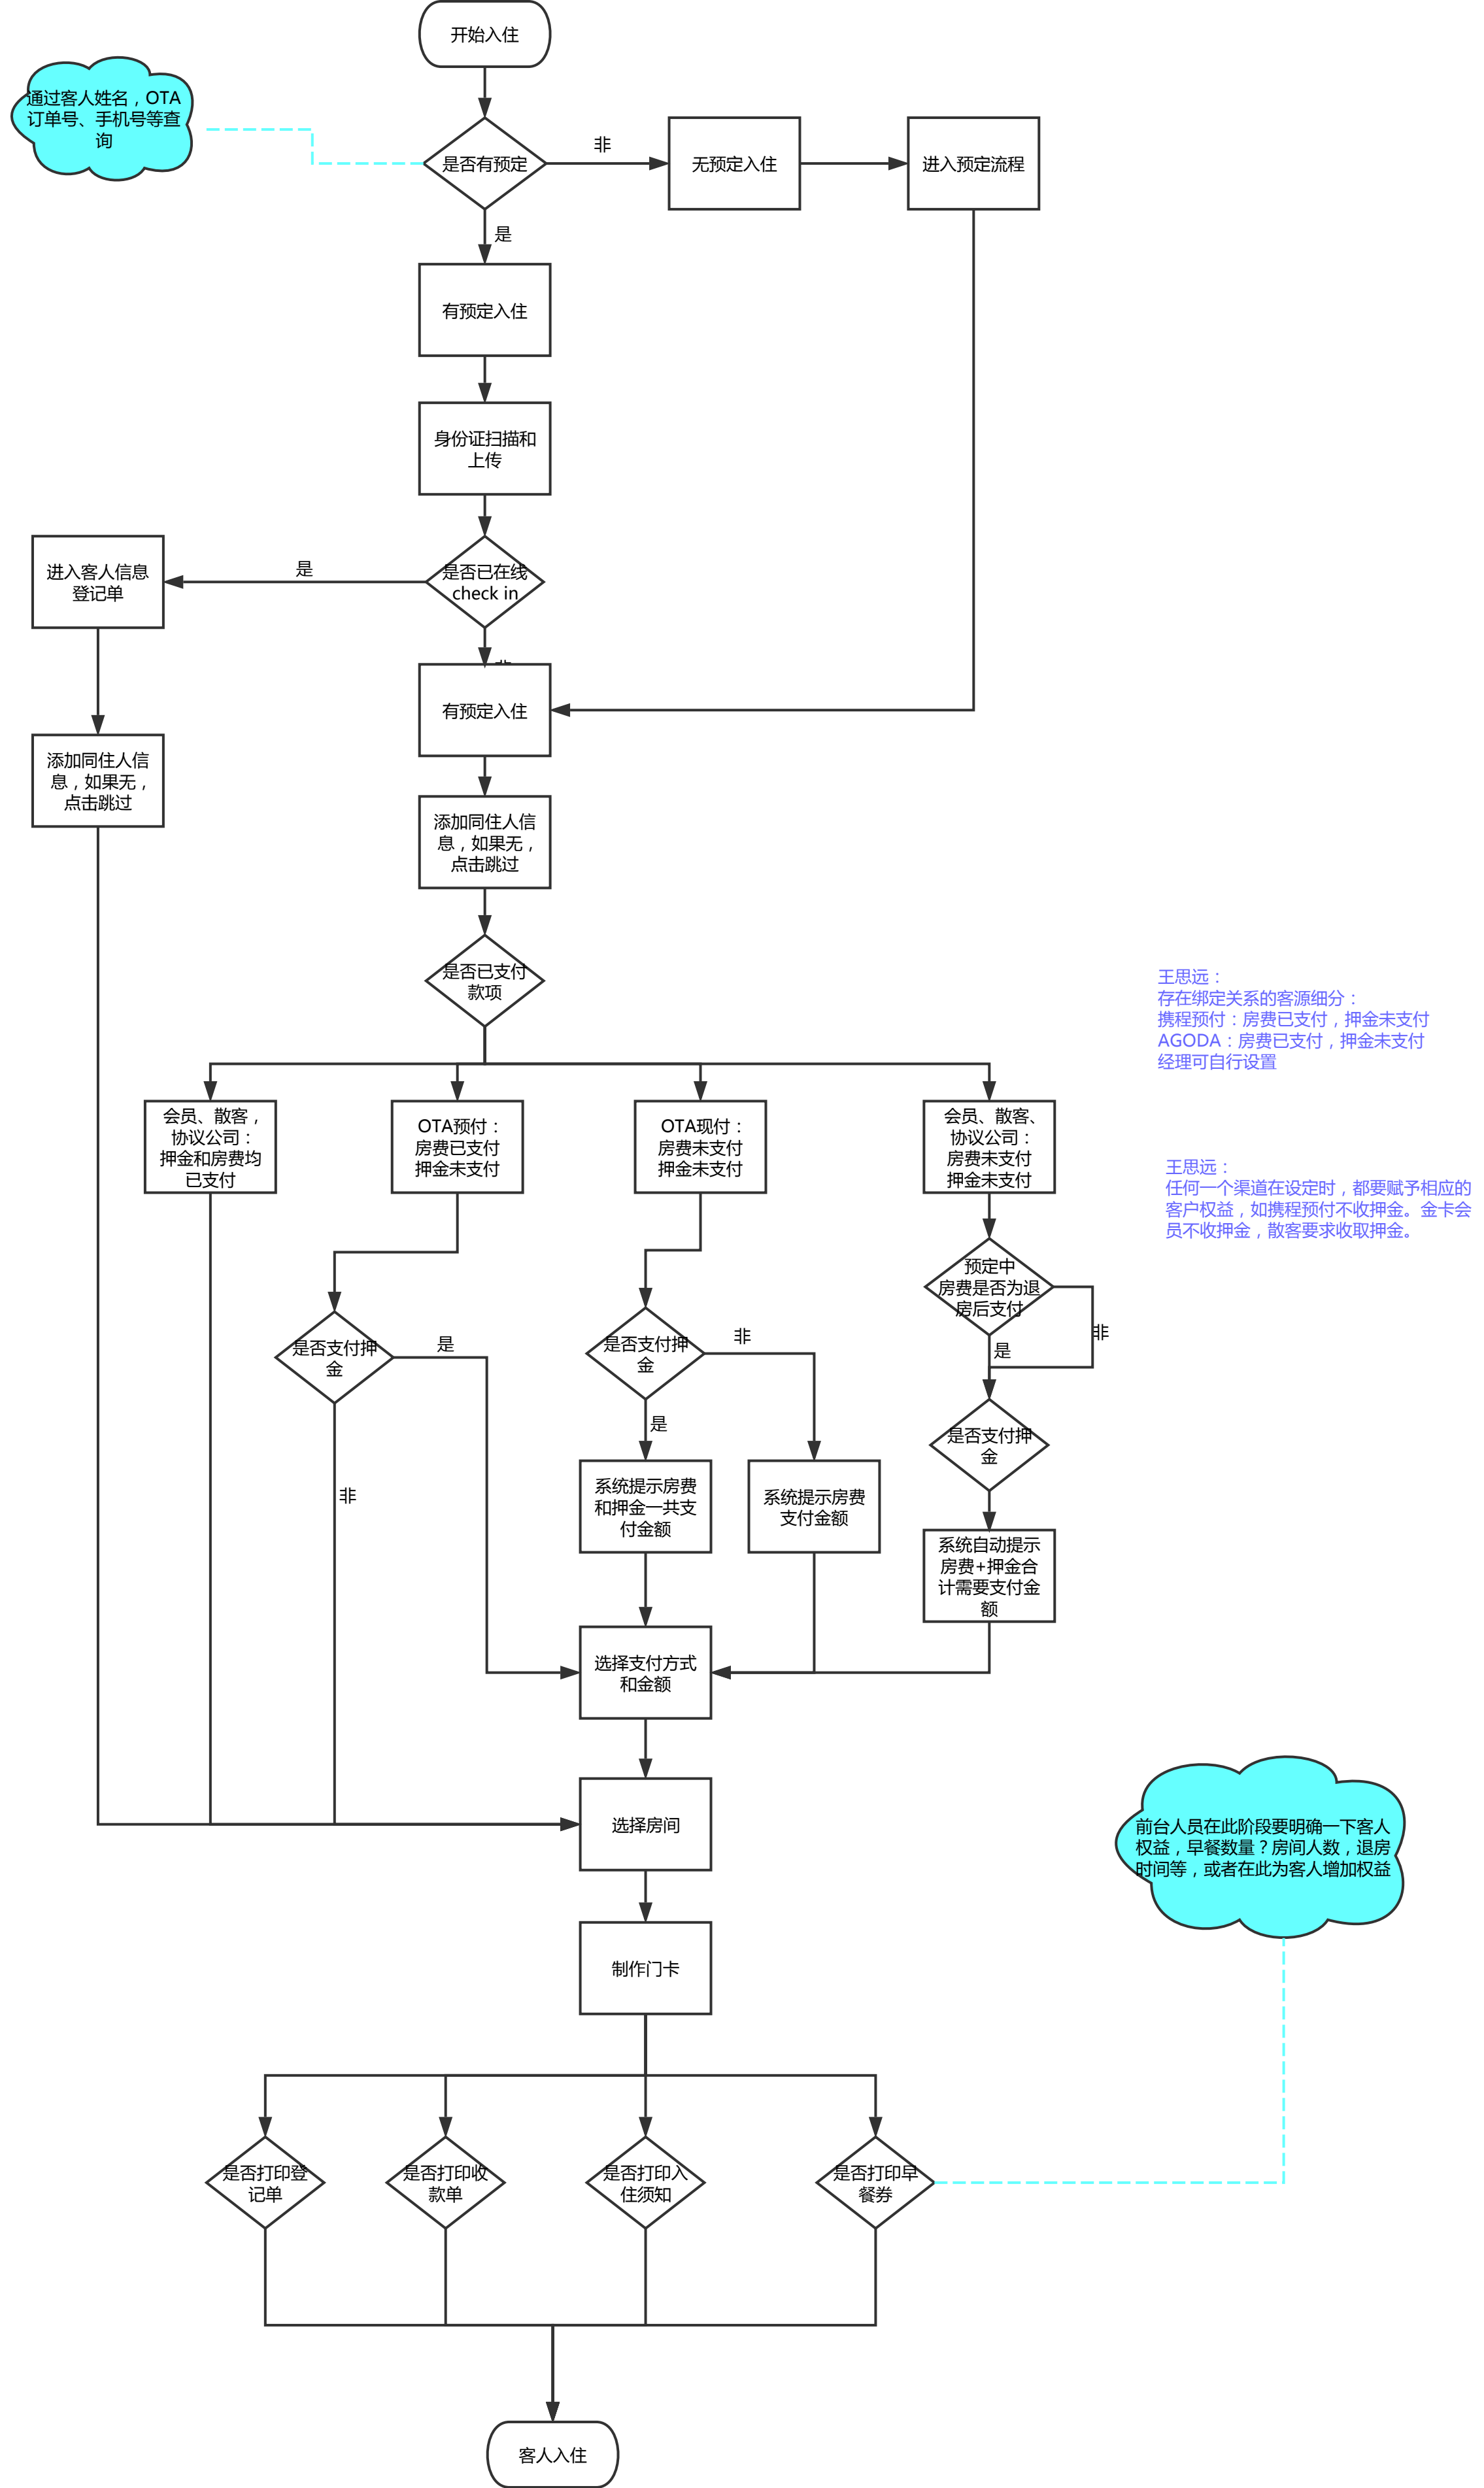 开始入住
通过客人姓名，OTA
订单号、手机号等查
询
是否有预定
非
无预定入住
进入预定流程
是
有预定入住
身份证扫描和
上传
是否已在线
check in
是
进入客人信息
登记单
有预定入住
添加同住人信
息，如果无，
点击跳过
添加同住人信
息，如果无，
点击跳过
是否已支付
款项
王思远：
存在绑定关系的客源细分：
携程预付：房费已支付，押金未支付
AGODA：房费已支付，押金未支付
经理可自行设置
会员、散客，
协议公司：
押金和房费均
已支付
OTA预付：
房费已支付
押金未支付
OTA现付：
房费未支付
押金未支付
会员、散客、
协议公司：
房费未支付
押金未支付
王思远：
任何一个渠道在设定时，都要赋予相应的
客户权益，如携程预付不收押金。金卡会
员不收押金，散客要求收取押金。
预定中
房费是否为退
房后支付
非
是
是否支付押
金
是
非
是否支付押
金
非
是
是否支付押
金
系统提示房费
和押金一共支
付金额
系统提示房费
支付金额
系统自动提示
房费+押金合
计需要支付金
额
选择支付方式
和金额
选择房间
前台人员在此阶段要明确一下客人
权益，早餐数量？房间人数，退房
时间等，或者在此为客人增加权益
制作门卡
是否打印登
记单
是否打印收
款单
是否打印入
住须知
是否打印早
餐券
客人入住